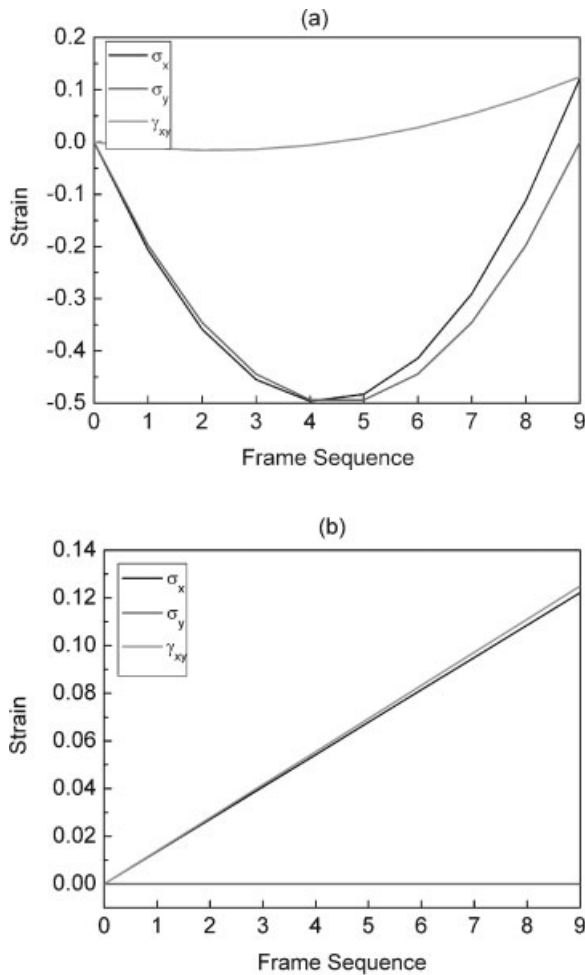 (a)
0.2
0.1
0.0
-0.1
-0.2
-0.3
-0.4
-0.5
Strain
σx
σy
γxy
0 1 2 3 4 5 6 7 8 9
Frame Sequence
(b)
0.14
0.12
0.10
0.08
0.06
0.04
0.02
0.00
Strain
σx
σy
γxy
0 1 2 3 4 5 6 7 8 9
Frame Sequence